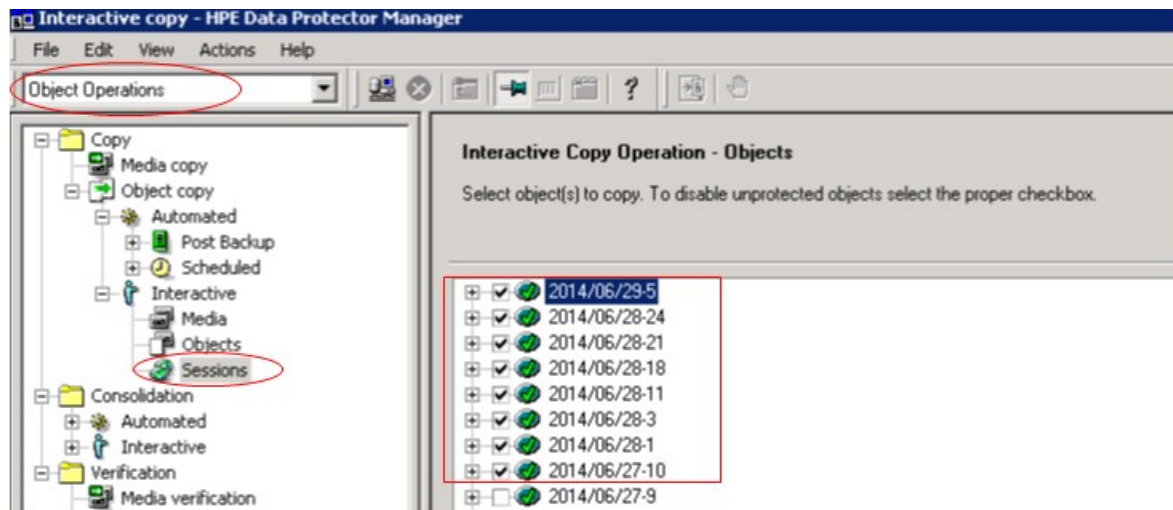 Interactive copy - HPE Data Protector Manager
File Edit View Actions Help
Object Operations
Copy
Media copy
Object copy
Automated
Post Backup
Scheduled
Interactive
Media
Objects
Sessions
Consolidation
Automated
Interactive
Verification
Media verification
Interactive Copy Operation - Objects
Select object(s) to copy. To disable unprotected objects select the proper checkbox.
2014/06/29-5
2014/06/28-24
2014/06/28-21
2014/06/28-18
2014/06/28-11
2014/06/28-3
2014/06/28-1
2014/06/27-10
2014/06/27-9